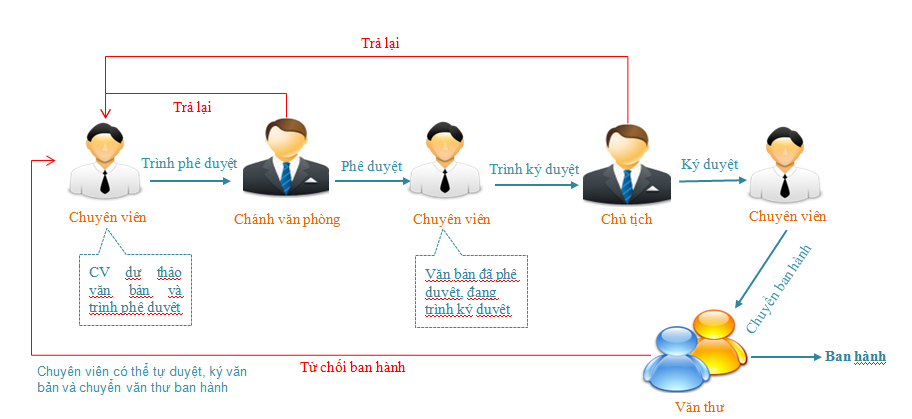 Trả lại
Trả lại
Trình phê duyệt
Phê duyệt
Trình ký duyệt
Ký duyệt
Chuyên viên
Chánh văn phòng
Chuyên viên
Chủ tịch
Chuyên viên
CV dự thảo
văn bản và
trình phê duyệt
Văn bản đã phê
duyệt, đang
trình ký duyệt
Chuyển ban hành
Ban hành
Từ chối ban hành
Chuyên viên có thể tự duyệt, ký văn
bản và chuyển văn thư ban hành
Văn thư